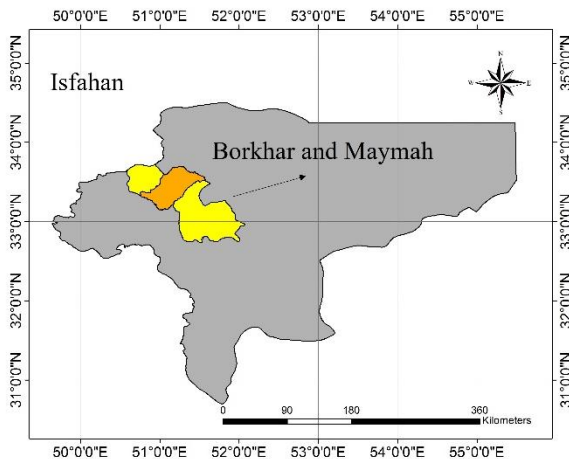 50°0'0"E 51°0'0"E 52°0'0"E 53°0'0"E 54°0'0"E 55°0'0"E
Isfahan
N
W E
S
Borkhar and Maymah
35°0'0"N 35°0'0"N
34°0'0"N 34°0'0"N
33°0'0"N 33°0'0"N
32°0'0"N 32°0'0"N
31°0'0"N 31°0'0"N
0 90 180 360
Kilometers
50°0'0"E 51°0'0"E 52°0'0"E 53°0'0"E 54°0'0"E 55°0'0"E